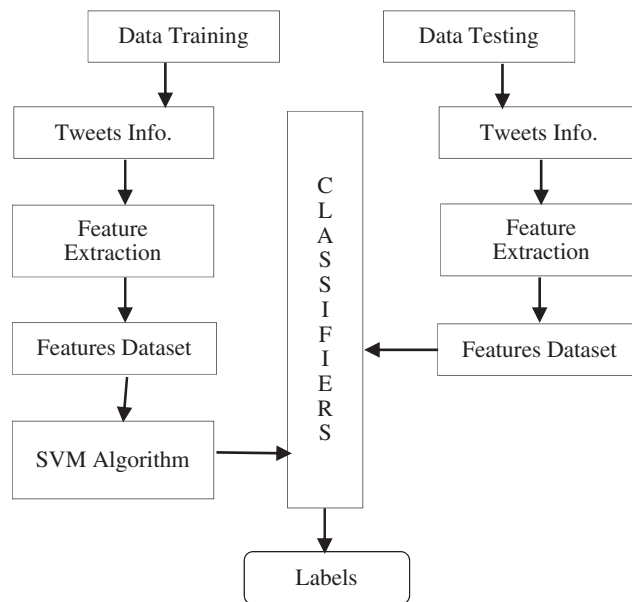 Data Training
Data Testing
Tweets Info.
Tweets Info.
CLASSIFIERS
Feature
Extraction
Feature
Extraction
Features Dataset
Features Dataset
SVM Algorithm
Labels